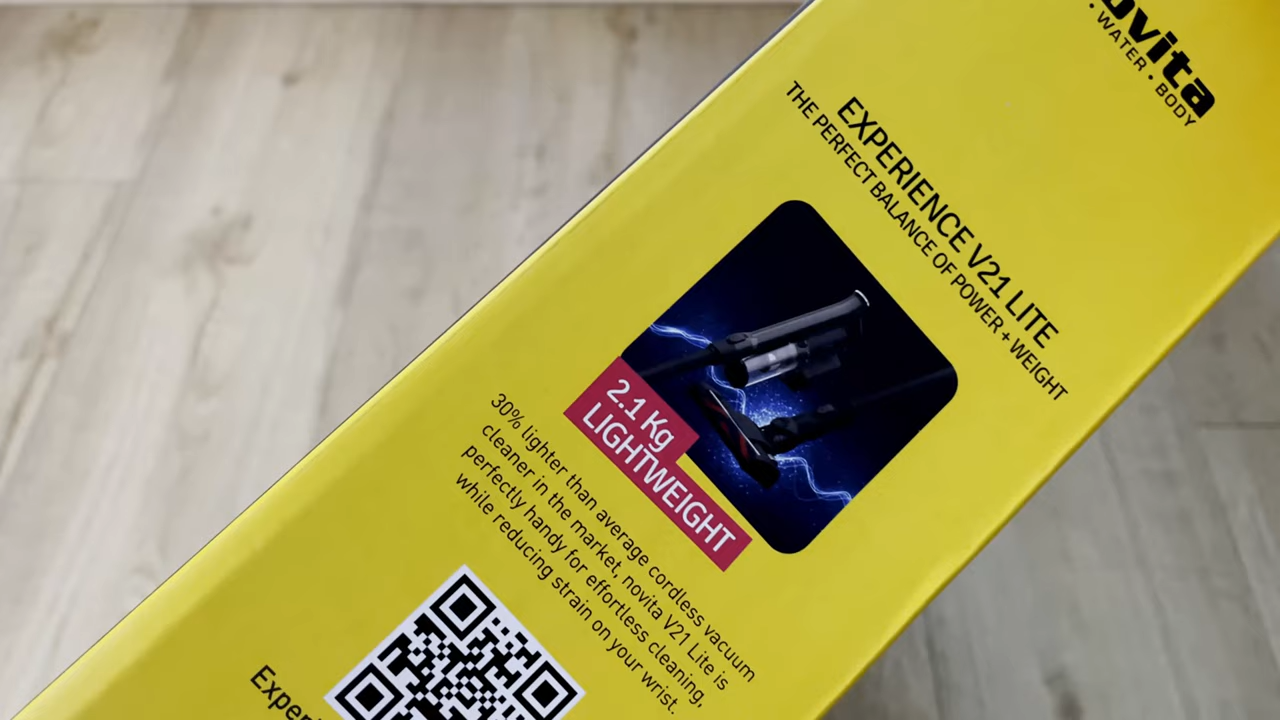 · WATER · BODY
EXPERIENCE V21 LITE
THE PERFECT BALANCE OF POWER + WEIGHT
2.1 Kg
LIGHTWEIGHT
30% lighter than average cordless vacuum
cleaner in the market, novita V21 Lite is
perfectly handy for effortless cleaning,
while reducing strain on your wrist.